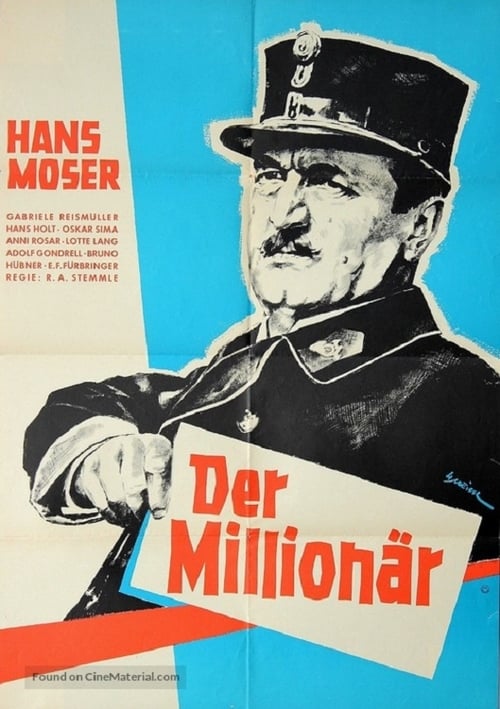 HANS
MOSER
GABRIELE REISMÜLLER
HANS HOLT · OSKAR SIMA
ANNI ROSAR · LOTTE LANG
ADOLF GONDRELL · BRUNO
HÜBNER · E.F. FÜRBRINGER
REGIE: R. A. STEMMLE
Der
Millionär
Found on CineMaterial.com